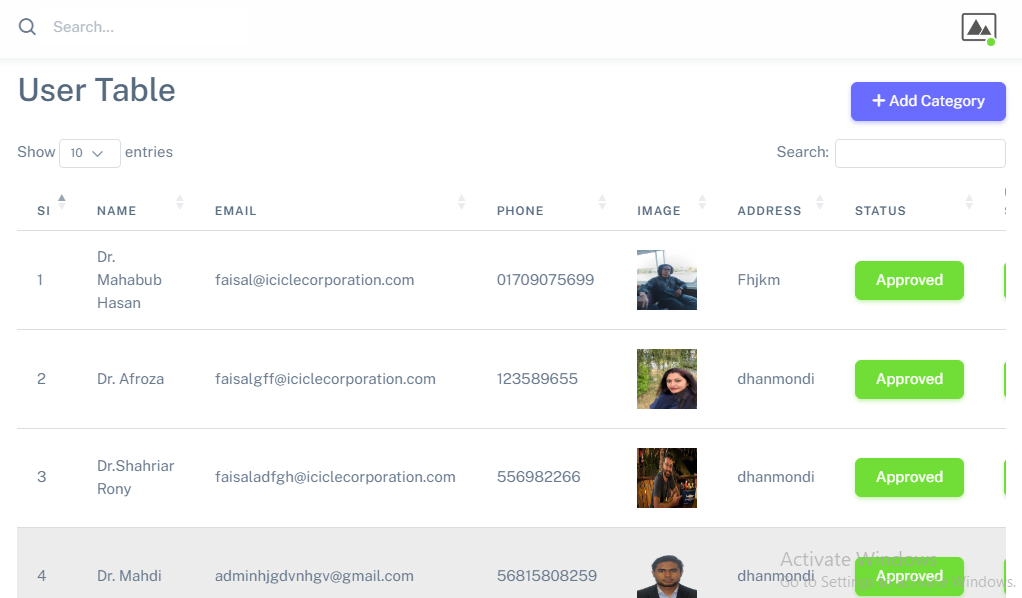 Search...
User Table
+ Add Category
Show 10 entries
Search:
SI NAME EMAIL PHONE IMAGE ADDRESS STATUS
1 Dr. Mahabub Hasan faisal@iciclecorporation.com 01709075699 Fhjkm Approved
2 Dr. Afroza faisalgff@iciclecorporation.com 123589655 dhanmondi Approved
3 Dr.Shahriar Rony faisaladfgh@iciclecorporation.com 556982266 dhanmondi Approved
4 Dr. Mahdi adminhjgdvnhgv@gmail.com 56815808259 dhanmondi Approved
Activate Windows
Go to Settings to activate Windows.